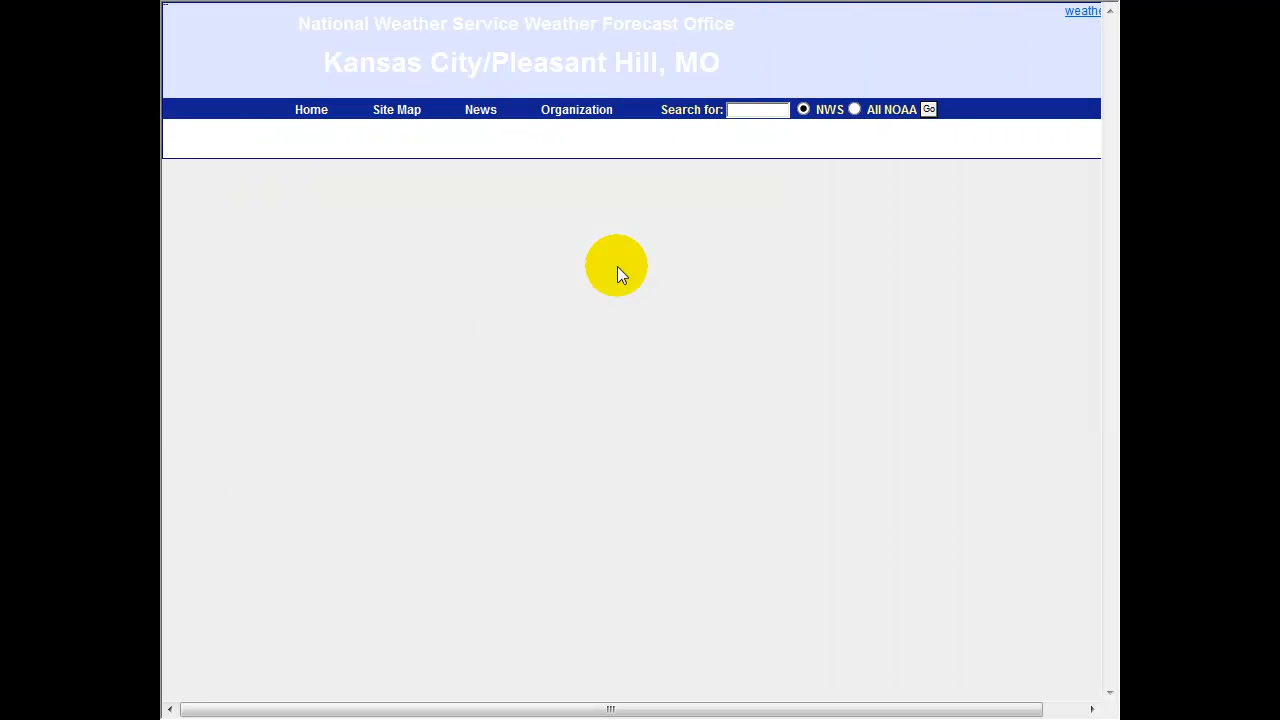 weathe
National Weather Service Weather Forecast Office
Kansas City/Pleasant Hill, MO
Home Site Map News Organization Search for: NWS All NOAA Go